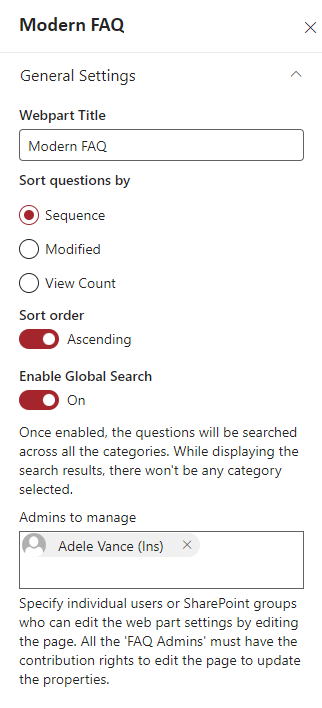 Modern FAQ
General Settings
Webpart Title
Modern FAQ
Sort questions by
Sequence
Modified
View Count
Sort order
Ascending
Enable Global Search
On
Once enabled, the questions will be searched
across all the categories. While displaying the
search results, there won't be any category
selected.
Admins to manage
Adele Vance (Ins)
Specify individual users or SharePoint groups
who can edit the web part settings by editing
the page. All the 'FAQ Admins' must have the
contribution rights to edit the page to update
the properties.